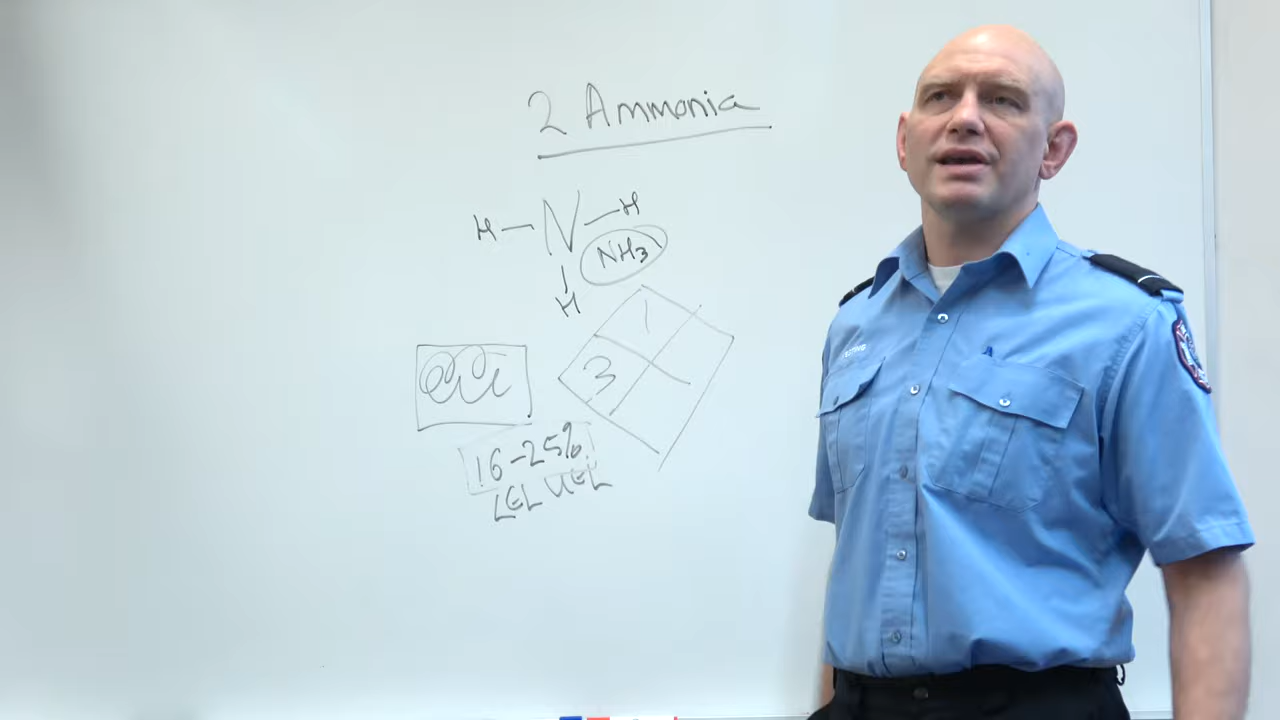 2 Ammonia
H N H
NH3
H
1
3
16-25%
LEL UEL